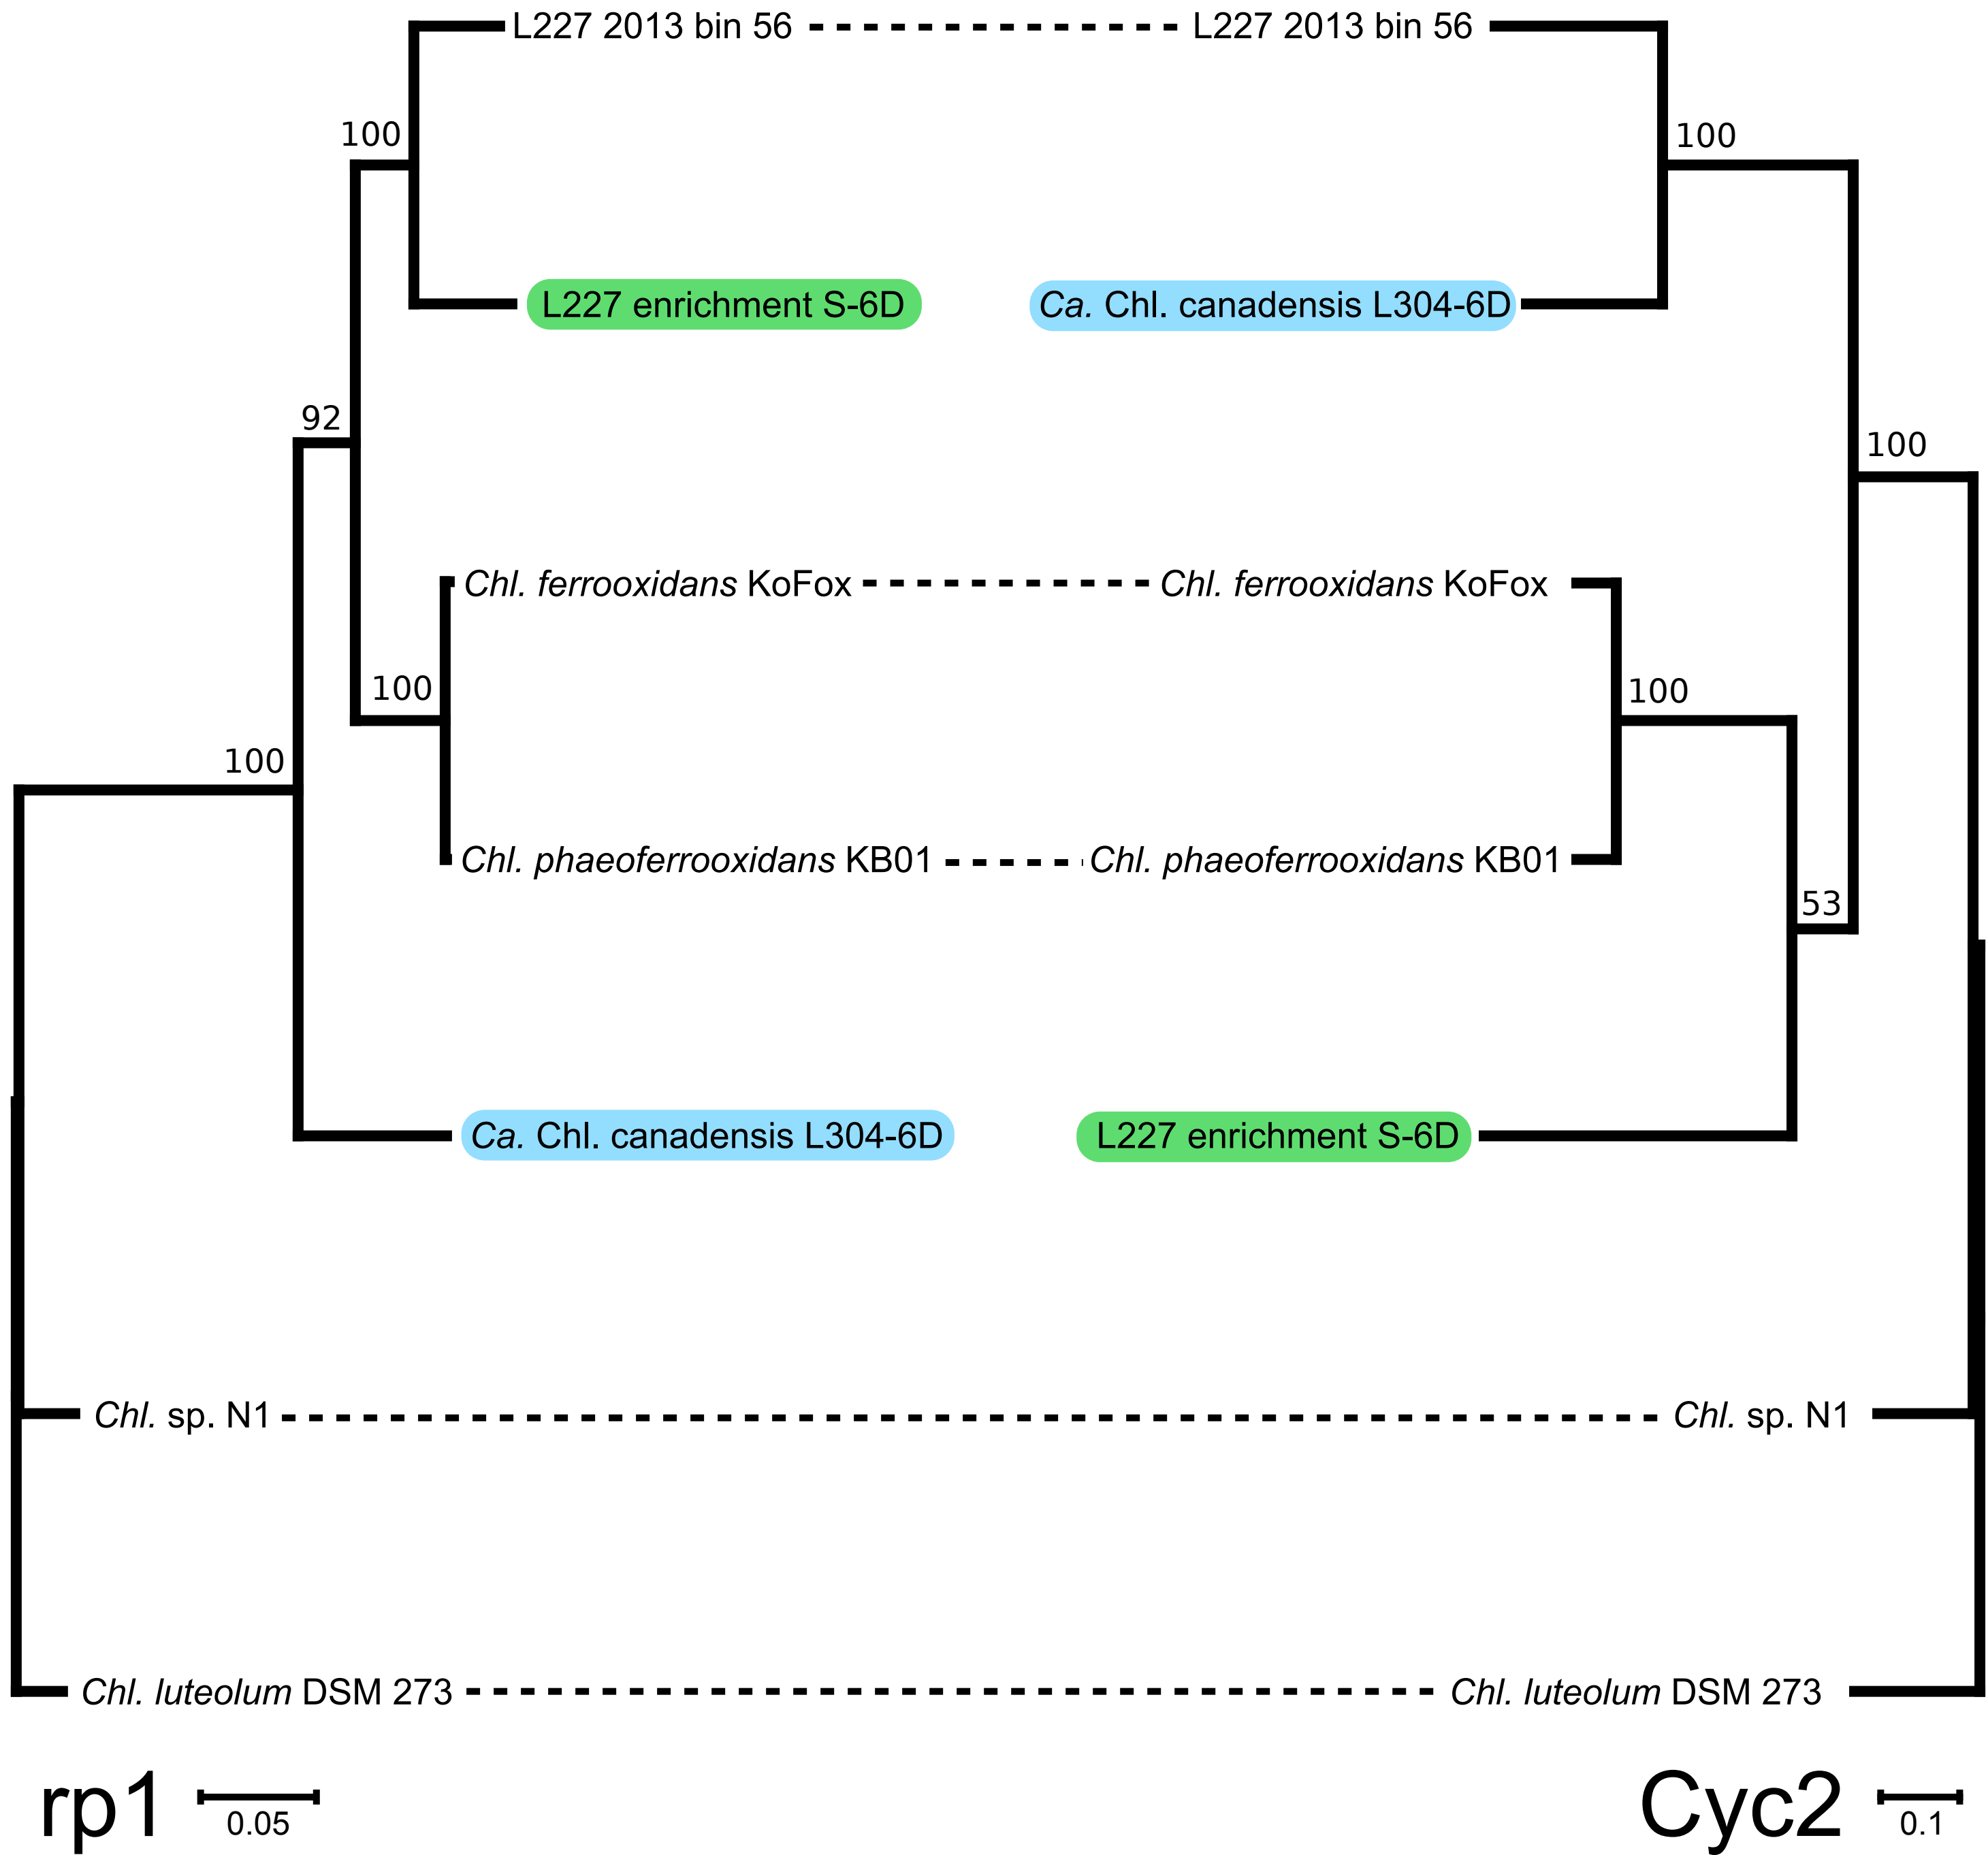 L227 2013 bin 56 L227 2013 bin 56
100 100
L227 enrichment S-6D Ca. Chl. canadensis L304-6D
92 100
Chl. ferrooxidans KoFox Chl. ferrooxidans KoFox
100 100
100
Chl. phaeoferrooxidans KB01 Chl. phaeoferrooxidans KB01
53
Ca. Chl. canadensis L304-6D L227 enrichment S-6D
Chl. sp. N1 Chl. sp. N1
Chl. luteolum DSM 273 Chl. luteolum DSM 273
rp1 0.05 Cyc2 0.1